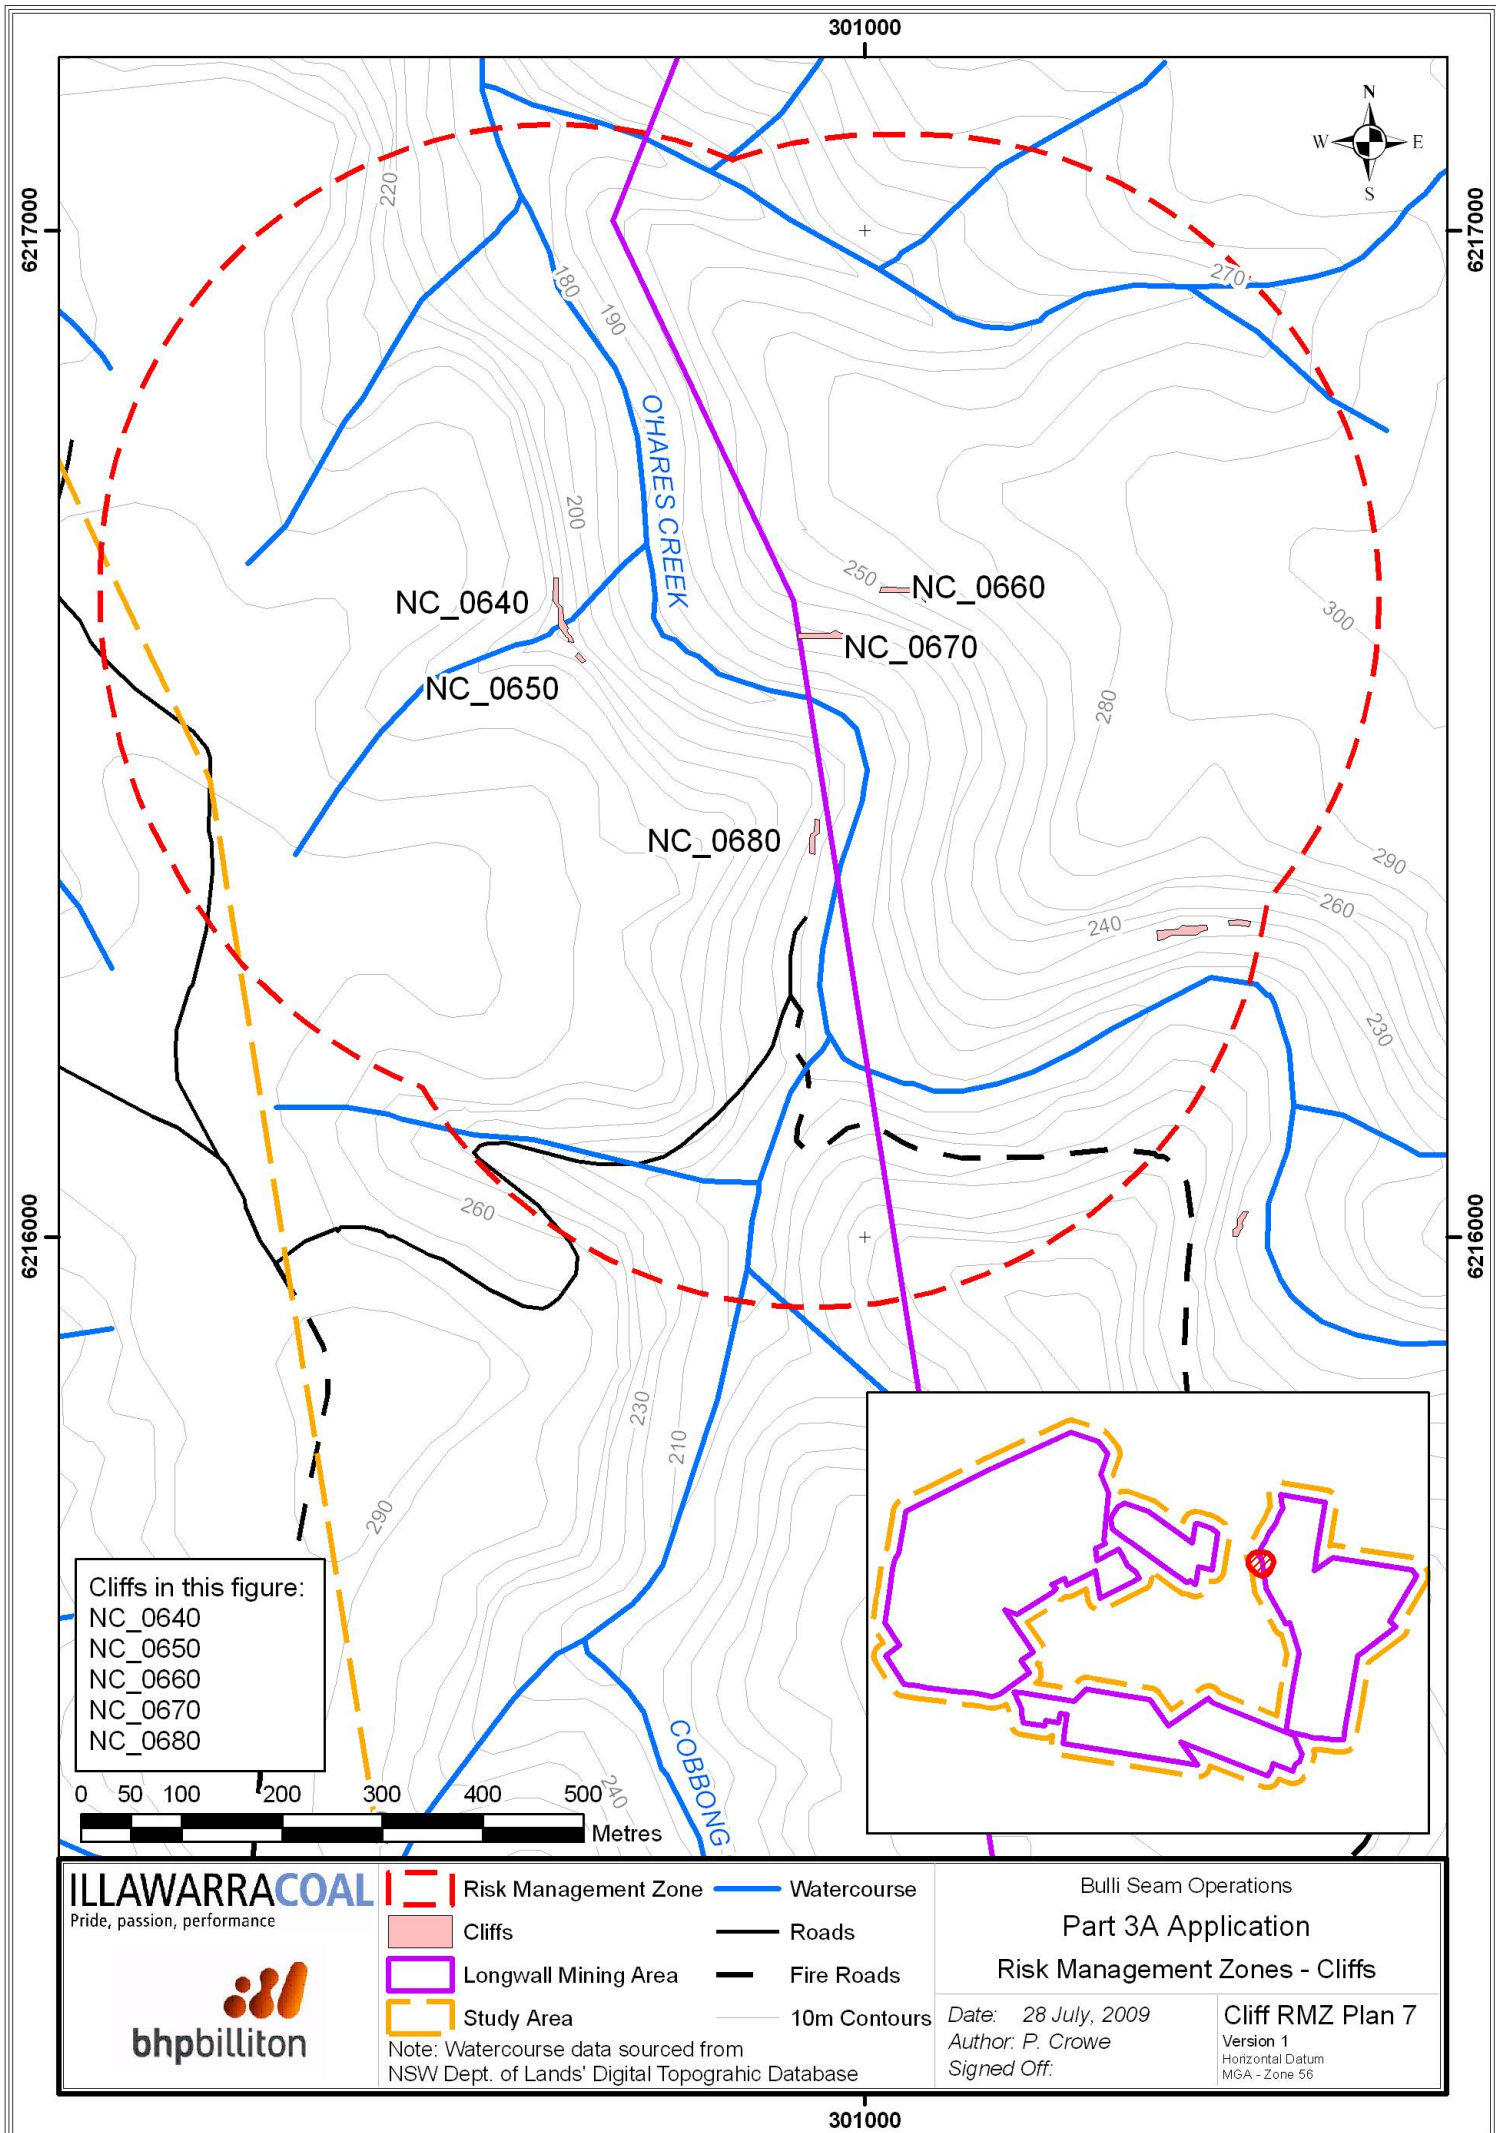 301000
N
W E
S
220
6217000
6217000
270
180
190
O'HARES CREEK
200
250
NC_0660
NC_0640
300
NC_0670
NC_0650
280
NC_0680
290
260
240
230
260
6216000
6216000
230
210
290
Cliffs in this figure:
NC_0640
NC_0650
NC_0660
NC_0670
NC_0680
COBBONG
240
0 50 100 200 300 400 500
Metres
ILLAWARRACOAL
Pride, passion, performance
bhpbilliton
Risk Management Zone
Cliffs
Longwall Mining Area
Study Area
Watercourse
Roads
Fire Roads
10m Contours
Note: Watercourse data sourced from
NSW Dept. of Lands' Digital Topograhic Database
Bulli Seam Operations
Part 3A Application
Risk Management Zones - Cliffs
Date: 28 July, 2009
Author: P. Crowe
Signed Off:
Cliff RMZ Plan 7
Version 1
Horizontal Datum
MGA - Zone 56
301000